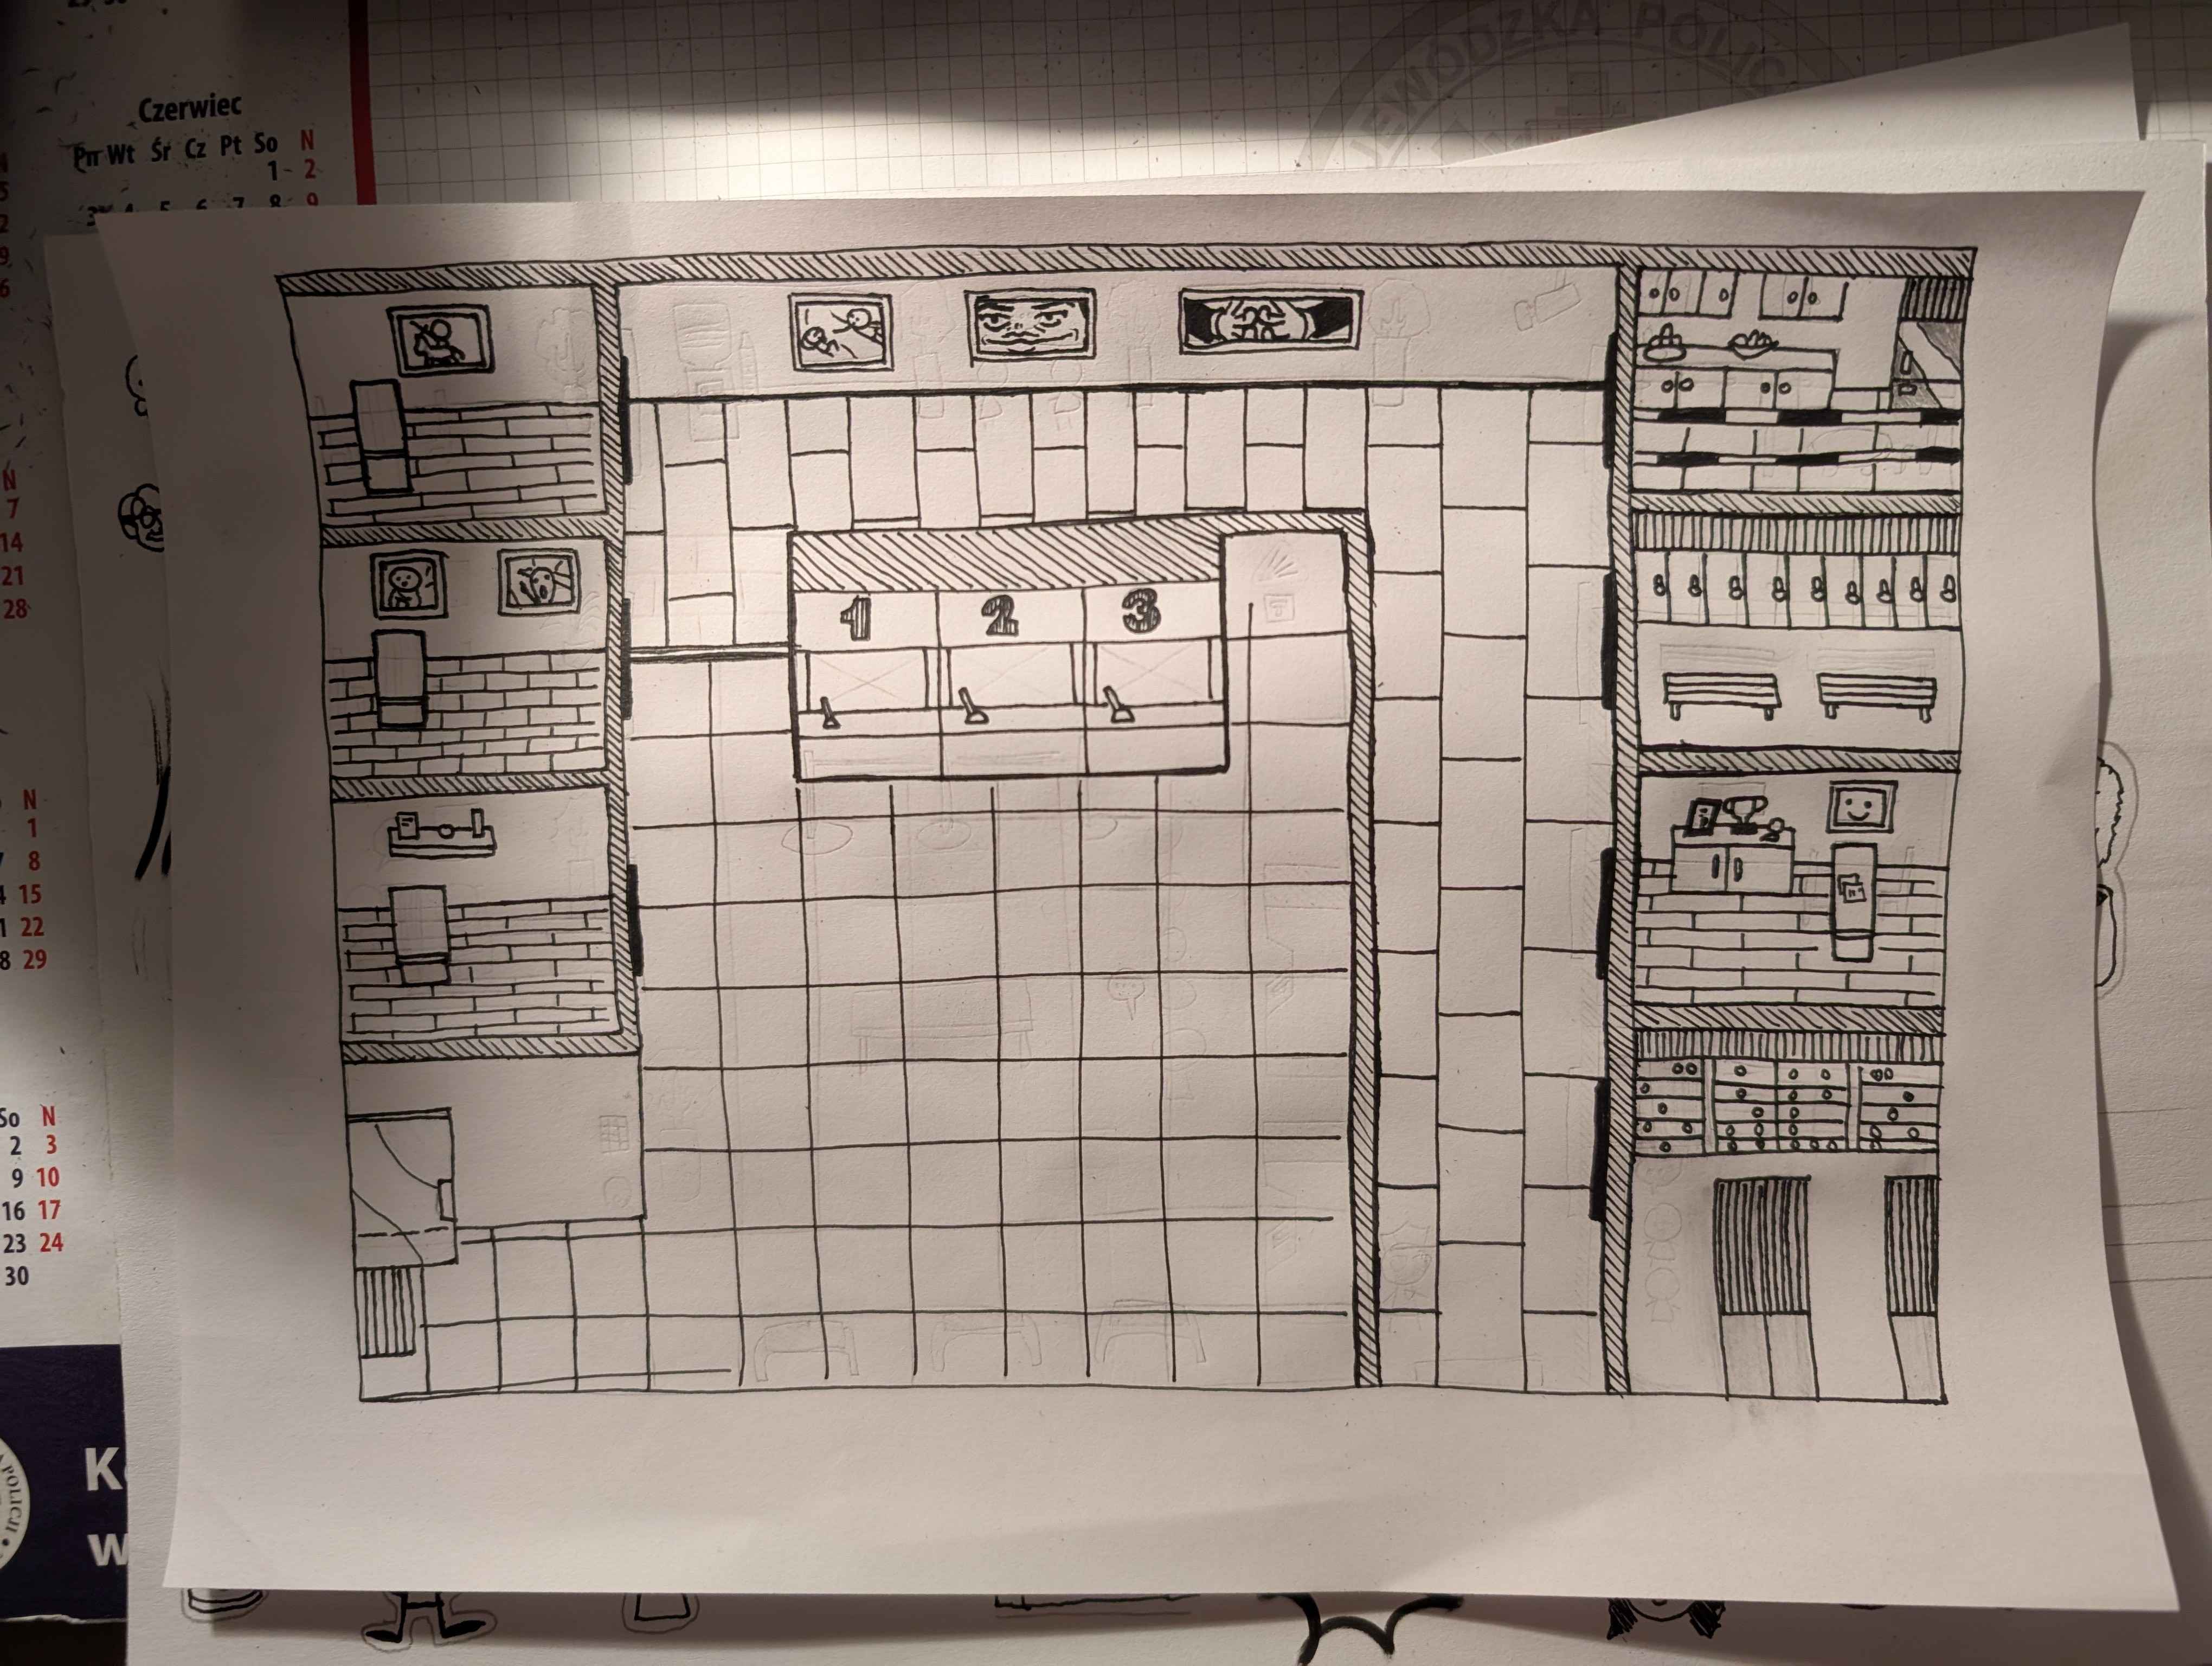 EWÓDZKA POLIC
Czerwiec
Pn Wt Śr Cz Pt So N
1 2
3 4 5 6 7 8 9
N
7
14
21
28
1 2 3
N
1
8
15
22
29
So N
2 3
9 10
16 17
23 24
30
POLICJI
K
w